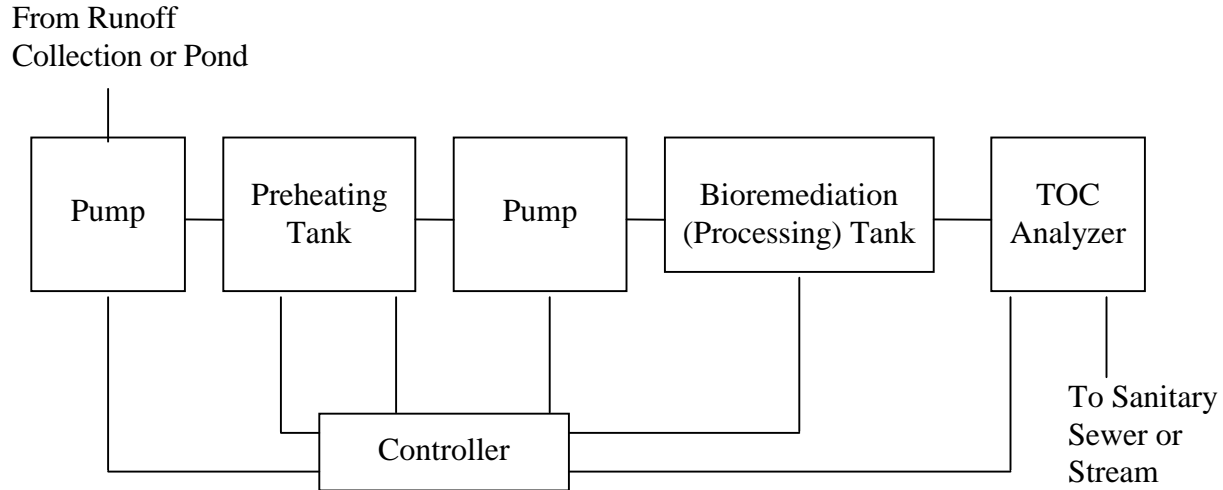 From Runoff
Collection or Pond
Pump
Preheating
Tank
Pump
Bioremediation
(Processing) Tank
TOC
Analyzer
Controller
To Sanitary
Sewer or
Stream